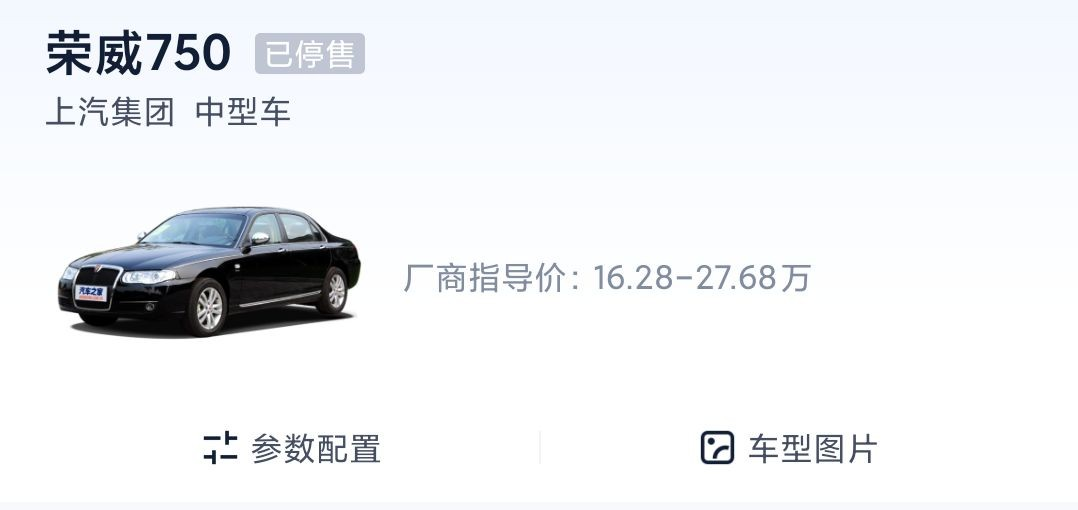 荣威750 已停售
上汽集团 中型车
汽车之家
厂商指导价：16.28-27.68万
参数配置 车型图片